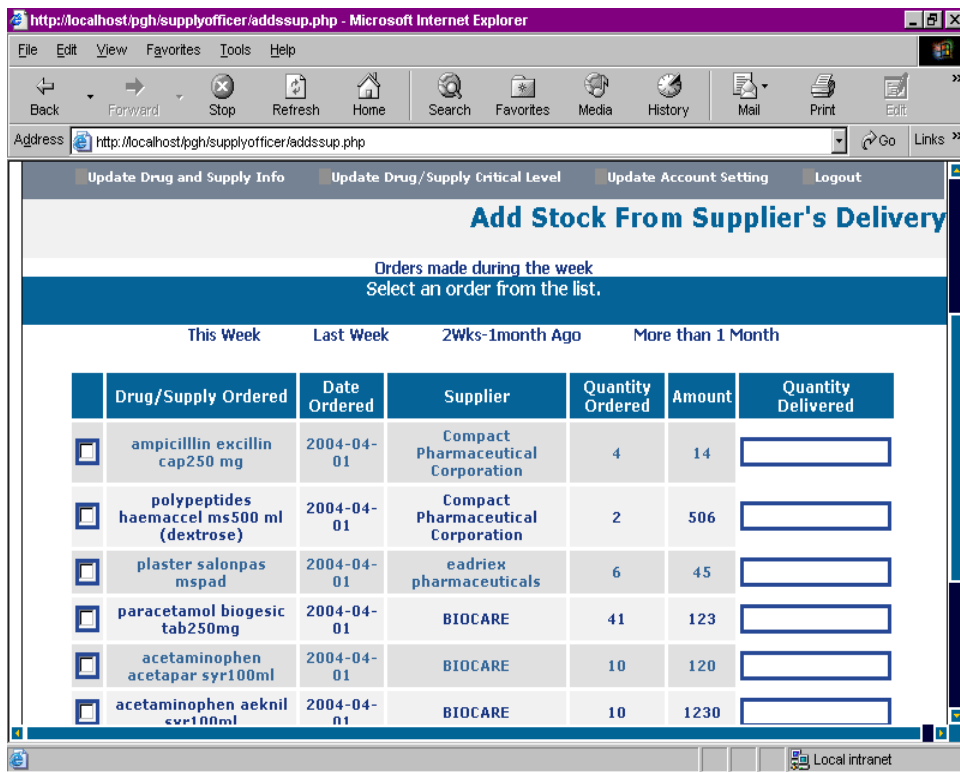 http://localhost/pgh/supplyofficer/addssup.php - Microsoft Internet Explorer
File Edit View Favorites Tools Help
Back Forward Stop Refresh Home Search Favorites Media History Mail Print Edit
Address http://localhost/pgh/supplyofficer/addssup.php Go Links
Update Drug and Supply Info Update Drug/Supply Critical Level Update Account Setting Logout
Add Stock From Supplier's Delivery
Orders made during the week
Select an order from the list.
This Week Last Week 2Wks-1month Ago More than 1 Month
Drug/Supply Ordered Date Ordered Supplier Quantity Ordered Amount Quantity Delivered
ampicilllin excillin cap250 mg 2004-04-01 Compact Pharmaceutical Corporation 4 14
polypeptides haemaccel ms500 ml (dextrose) 2004-04-01 Compact Pharmaceutical Corporation 2 506
plaster salonpas mspad 2004-04-01 eadriex pharmaceuticals 6 45
paracetamol biogesic tab250mg 2004-04-01 BIOCARE 41 123
acetaminophen acetapar syr100ml 2004-04-01 BIOCARE 10 120
acetaminophen aeknil syr100ml 2004-04-01 BIOCARE 10 1230
Local intranet